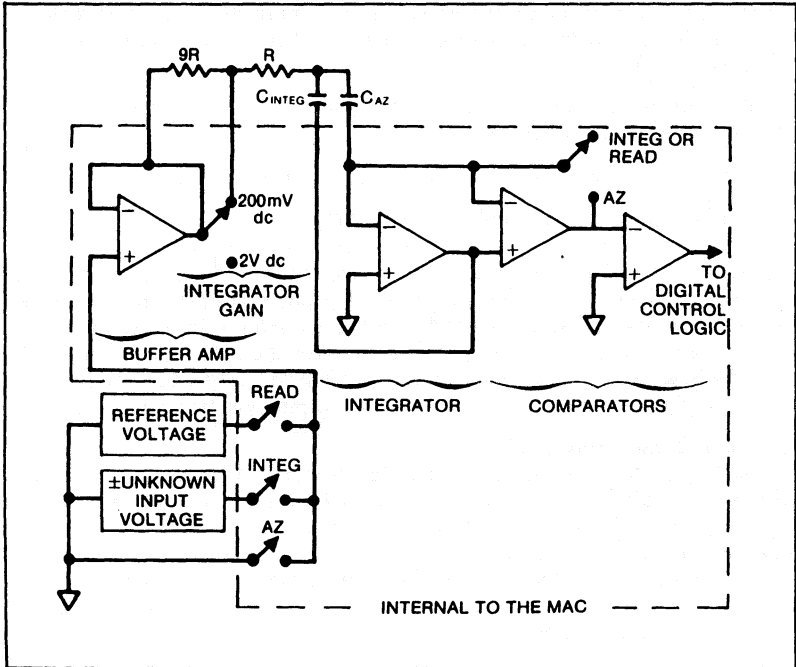 9R
R
CINTEG
CAZ
INTEG OR
READ
−
+
200mV
dc
2V dc
INTEGRATOR
GAIN
BUFFER AMP
−
+
INTEGRATOR
−
+
AZ
−
+
COMPARATORS
TO
DIGITAL
CONTROL
LOGIC
READ
REFERENCE
VOLTAGE
INTEG
±UNKNOWN
INPUT
VOLTAGE
AZ
INTERNAL TO THE MAC